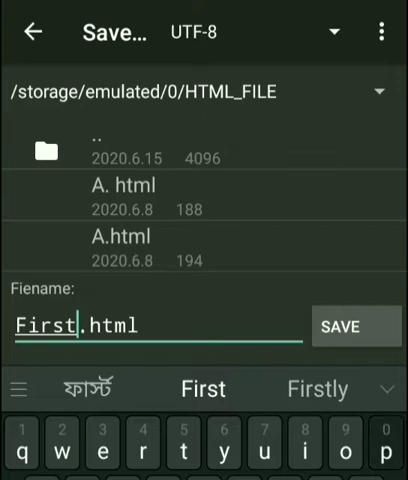 Save... UTF-8
/storage/emulated/0/HTML_FILE
..
2020.6.15 4096
A. html
2020.6.8 188
A.html
2020.6.8 194
Fiename:
First.html SAVE
ফার্স্ট First Firstly
1 2 3 4 5 6 7 8 9 0
q w e r t y u i o p